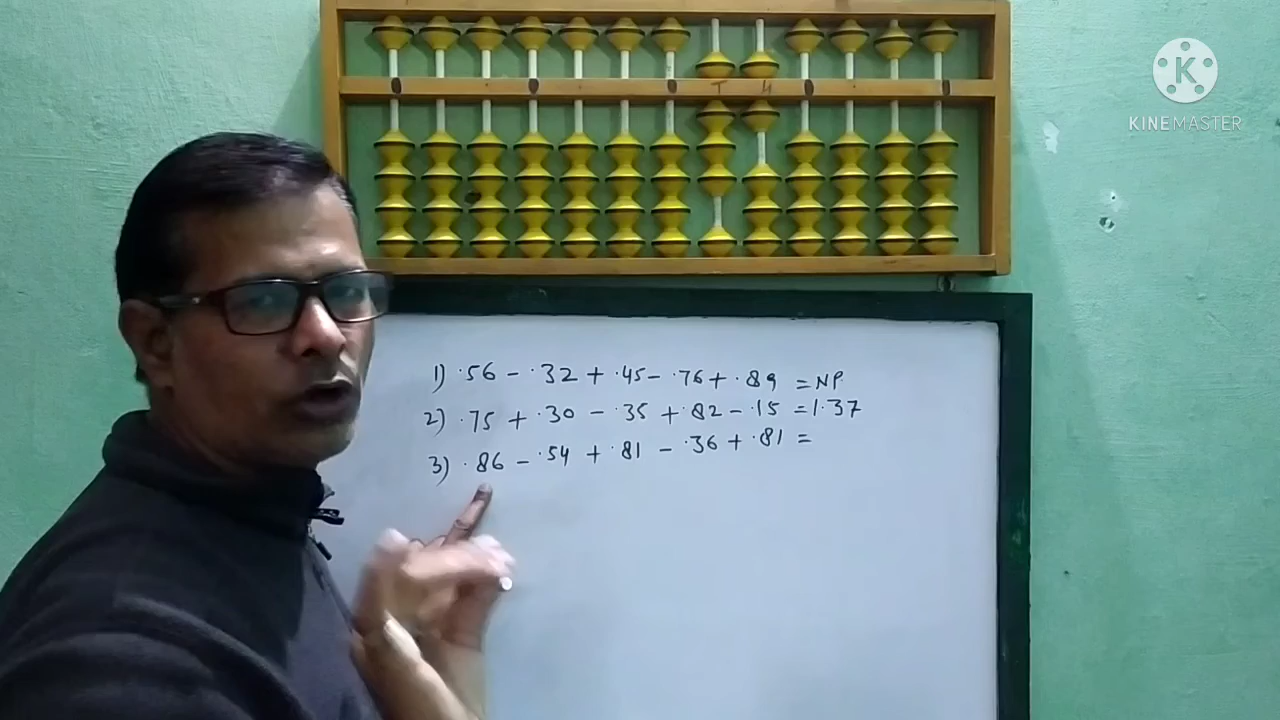 T H
K
KINEMASTER
1) .56 - .32 + .45 - .76 + .89 = NP.
2) .75 + .30 - .35 + .82 - .15 = 1.37
3) .86 - .54 + .81 - .36 + .81 =